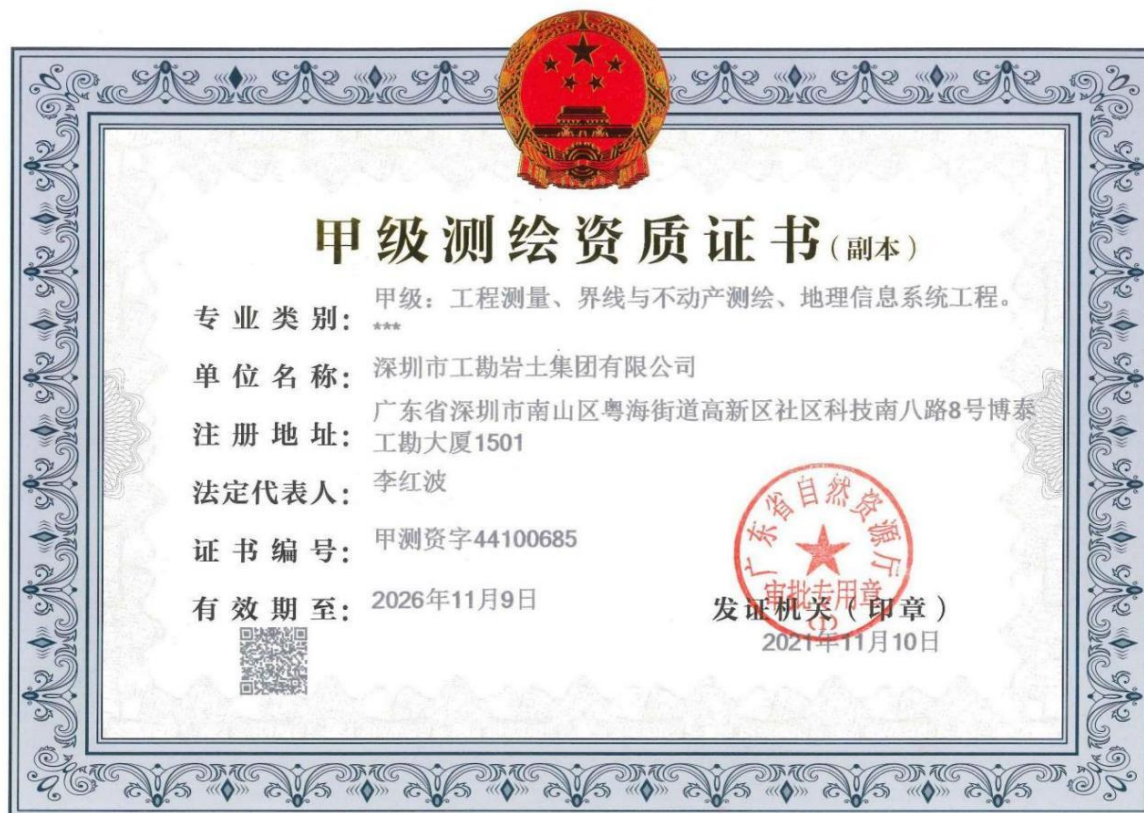 甲级测绘资质证书(副本)
专业类别: 甲级：工程测量、界线与不动产测绘、地理信息系统工程。
***
单位名称: 深圳市工勘岩土集团有限公司
注册地址: 广东省深圳市南山区粤海街道高新区社区科技南八路8号博泰
工勘大厦1501
法定代表人: 李红波
证书编号: 甲测资字44100685
有效期至: 2026年11月9日
广东省自然资源厅
审批专用章
(1)
发证机关(印章)
2021年11月10日